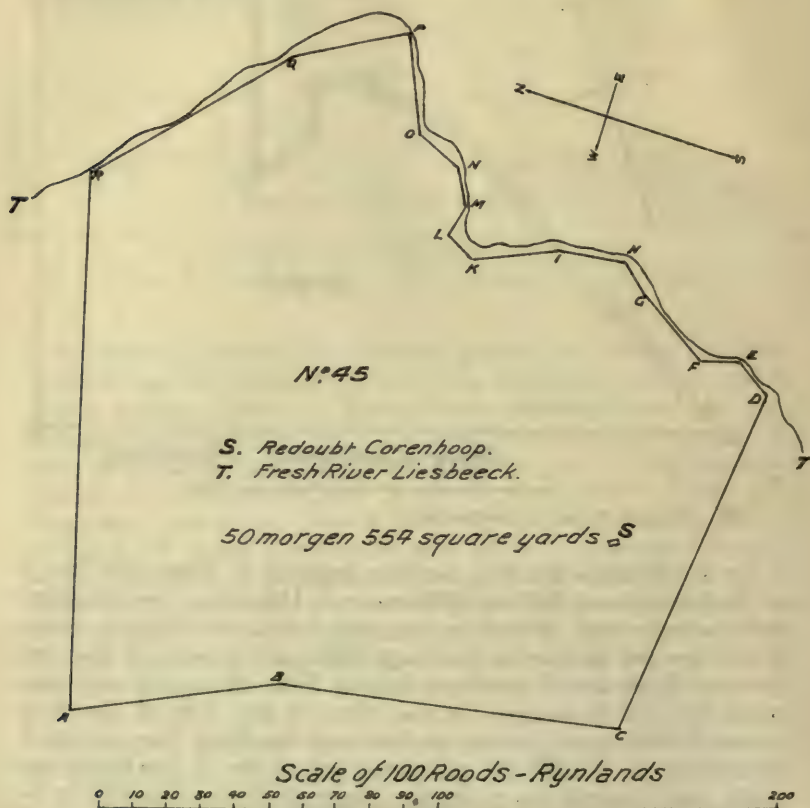 P
Q
E
N
O
S
W
N
R
T
M
L
H
K
I
G
E
F
D
N.º 45
S. Redoubt Corenhoop.
T. Fresh River Liesbeeck.
T
50 morgen 554 square yards S
B
A
C
Scale of 100 Roods - Rynlands
0 10 20 30 40 50 60 70 80 90 100 200